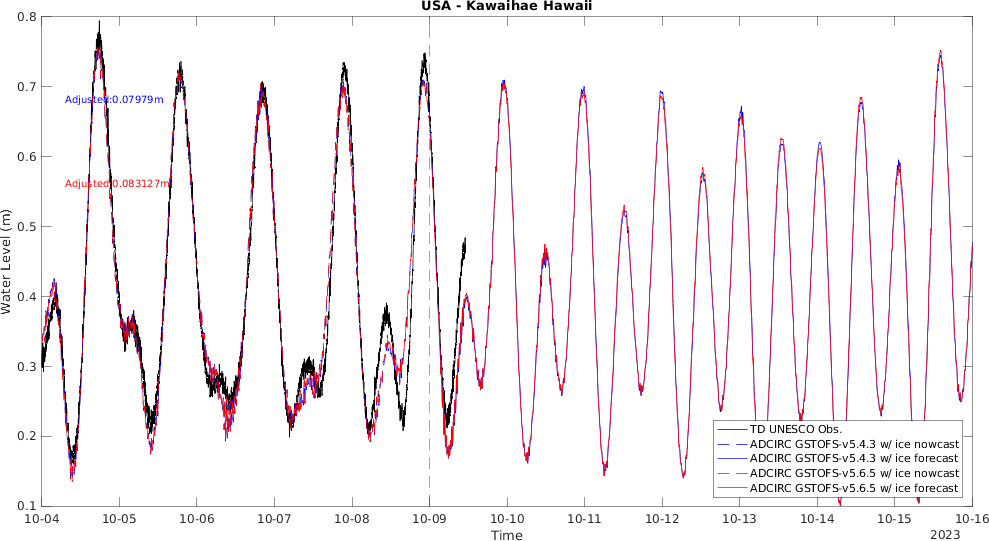 USA - Kawaihae Hawaii
0.8
0.7
0.6
0.5
0.4
0.3
0.2
0.1
Water Level (m)
Adjusted:0.07979m
Adjusted:0.083127m
TD UNESCO Obs.
ADCIRC GSTOFS-v5.4.3 w/ ice nowcast
ADCIRC GSTOFS-v5.4.3 w/ ice forecast
ADCIRC GSTOFS-v5.6.5 w/ ice nowcast
ADCIRC GSTOFS-v5.6.5 w/ ice forecast
10-04 10-05 10-06 10-07 10-08 10-09 10-10 10-11 10-12 10-13 10-14 10-15 10-16
Time
2023